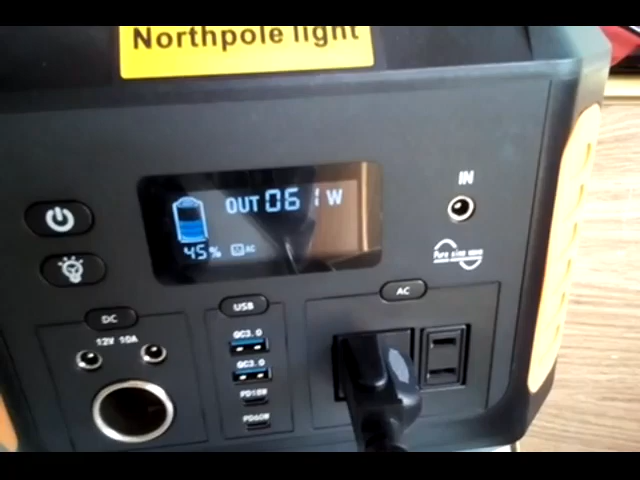 Northpole light
IN
OUT 061W
45% AC
Pure sine wave
DC
USB
AC
12V 10A
QC3.0
QC3.0
PD18W
PD60W